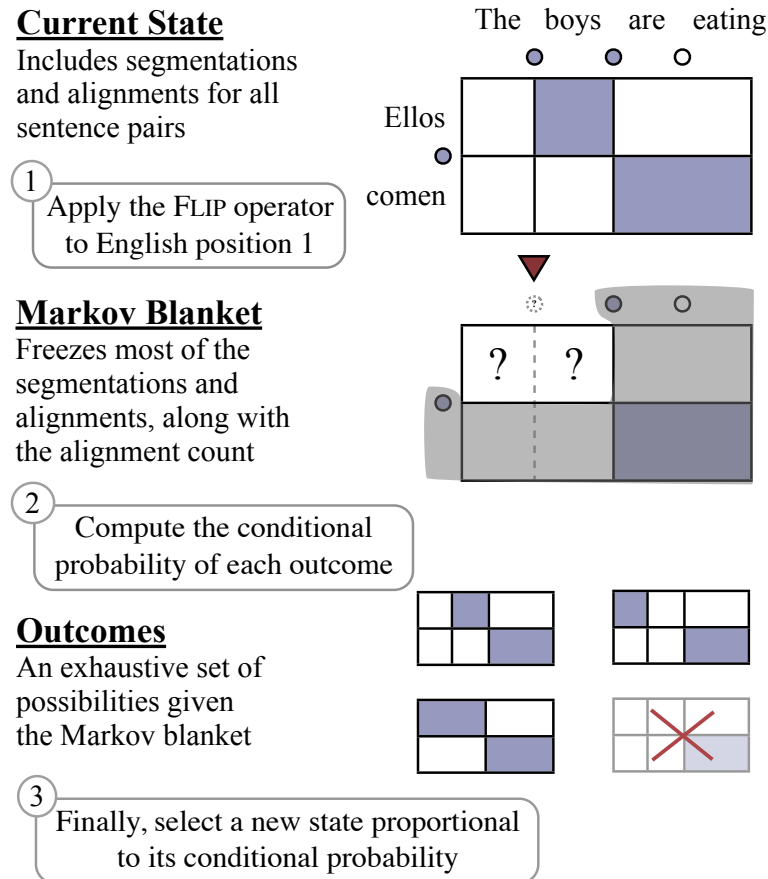 Current State
Includes segmentations
and alignments for all
sentence pairs
The boys are eating
Ellos
comen
1
Apply the FLIP operator
to English position 1
Markov Blanket
Freezes most of the
segmentations and
alignments, along with
the alignment count
?
? ?
2
Compute the conditional
probability of each outcome
Outcomes
An exhaustive set of
possibilities given
the Markov blanket
3
Finally, select a new state proportional
to its conditional probability